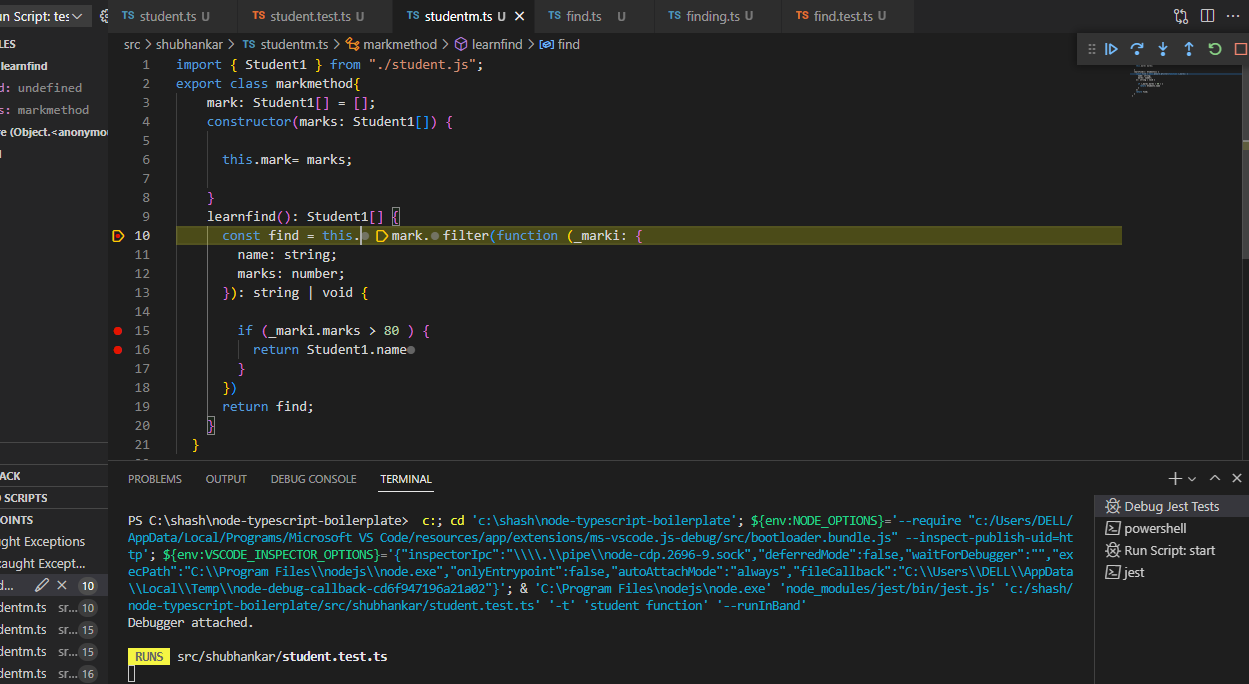 un Script: tes
TS student.ts U
TS student.test.ts U
TS studentm.ts U
TS find.ts U
TS finding.ts U
TS find.test.ts U
LES
learnfind
d: undefined
s: markmethod
re (Object.<anonymo
src > shubhankar > TS studentm.ts > markmethod > learnfind > find
1 import { Student1 } from "./student.js";
2 export class markmethod{
3 mark: Student1[] = [];
4 constructor(marks: Student1[]) {
5
6 this.mark= marks;
7
8 }
9 learnfind(): Student1[] {
10 const find = this. mark. filter(function (_marki: {
11 name: string;
12 marks: number;
13 }): string | void {
14
15 if (_marki.marks > 80 ) {
16 return Student1.name
17 }
18 })
19 return find;
20 }
21 }
ACK
SCRIPTS
OINTS
ght Exceptions
caught Except...
d... 10
dentm.ts sr... 10
dentm.ts sr... 15
dentm.ts sr... 15
dentm.ts sr... 16
PROBLEMS OUTPUT DEBUG CONSOLE TERMINAL
PS C:\shash\node-typescript-boilerplate> c:; cd 'c:\shash\node-typescript-boilerplate'; ${env:NODE_OPTIONS}='--require "c:/Users/DELL/
AppData/Local/Programs/Microsoft VS Code/resources/app/extensions/ms-vscode.js-debug/src/bootloader.bundle.js" --inspect-publish-uid=ht
tp'; ${env:VSCODE_INSPECTOR_OPTIONS}='{"inspectorIpc":"\\\\.\\pipe\\node-cdp.2696-9.sock","deferredMode":false,"waitForDebugger":"","ex
ecPath":"C:\\Program Files\\nodejs\\node.exe","onlyEntrypoint":false,"autoAttachMode":"always","fileCallback":"C:\\Users\\DELL\\AppData
\\Local\\Temp\\node-debug-callback-cd6f947196a21a02"}'; & 'C:\Program Files\nodejs\node.exe' 'node_modules/jest/bin/jest.js' 'c:/shash/
node-typescript-boilerplate/src/shubhankar/student.test.ts' '-t' 'student function' '--runInBand'
Debugger attached.
RUNS src/shubhankar/student.test.ts
Debug Jest Tests
powershell
Run Script: start
jest